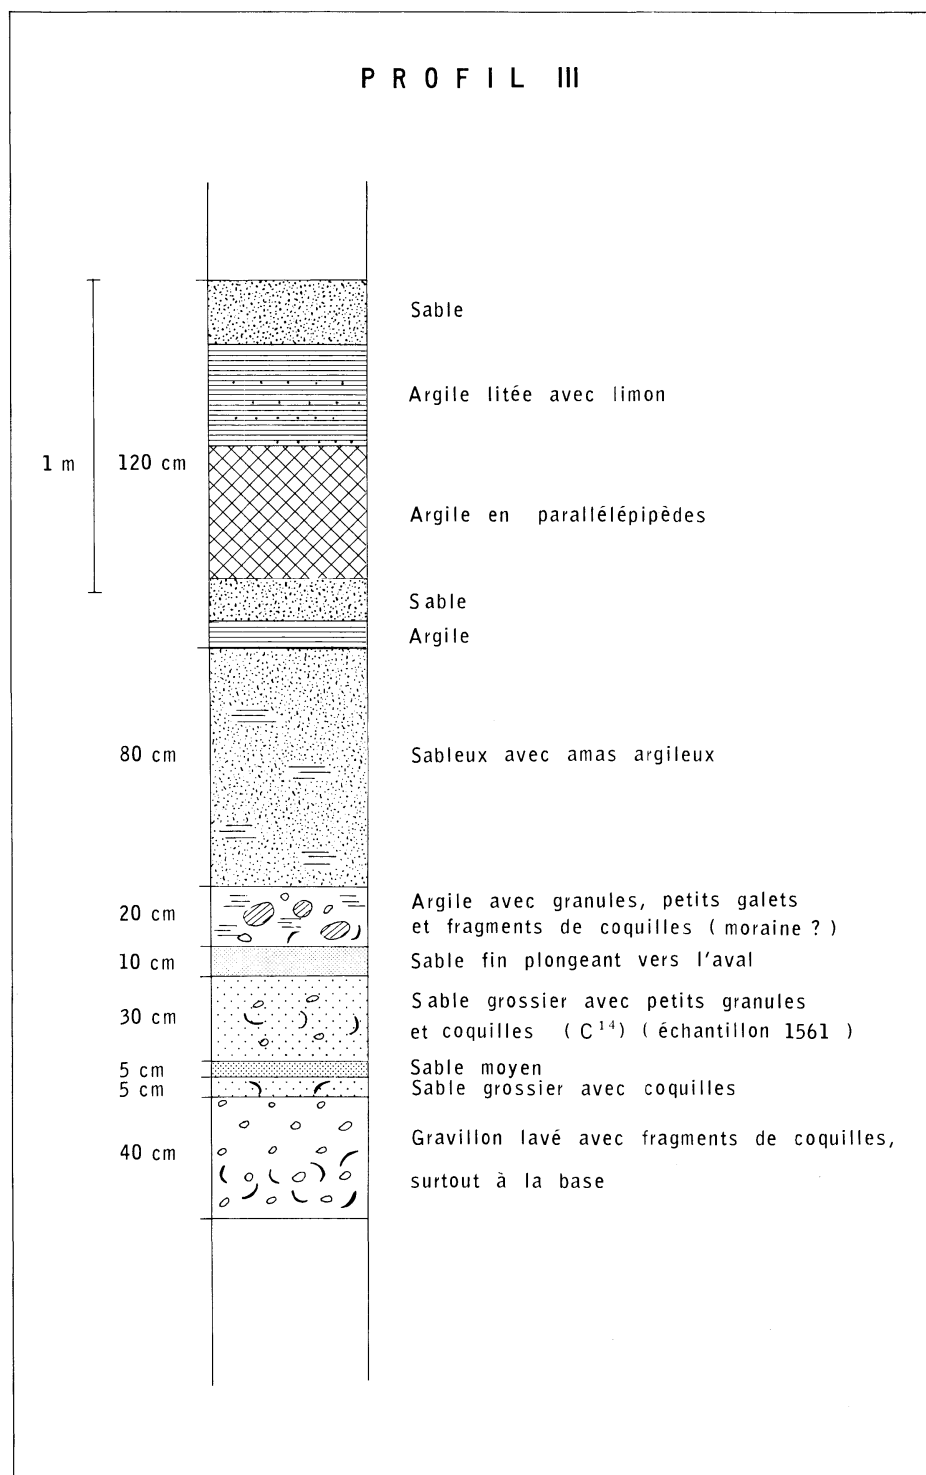 PROFIL III
Sable
Argile litée avec limon
1 m
120 cm
Argile en parallélépipèdes
Sable
Argile
80 cm
Sableux avec amas argileux
20 cm
Argile avec granules, petits galets
et fragments de coquilles ( moraine ? )
10 cm
Sable fin plongeant vers l'aval
30 cm
Sable grossier avec petits granules
et coquilles ( C¹⁴) ( échantillon 1561 )
5 cm
Sable moyen
5 cm
Sable grossier avec coquilles
40 cm
Gravillon lavé avec fragments de coquilles,
surtout à la base